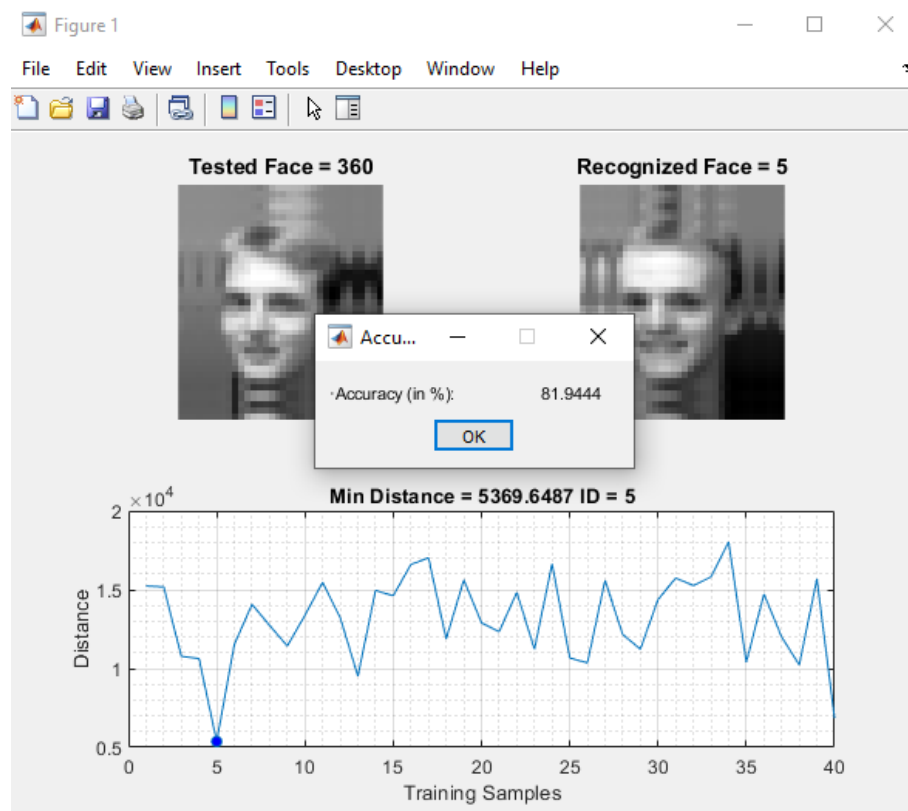 Figure 1
File Edit View Insert Tools Desktop Window Help
Tested Face = 360
Recognized Face = 5
Accu...
Accuracy (in %): 81.9444
OK
Min Distance = 5369.6487 ID = 5
×10⁴
2
1.5
1
0.5
Distance
0 5 10 15 20 25 30 35 40
Training Samples